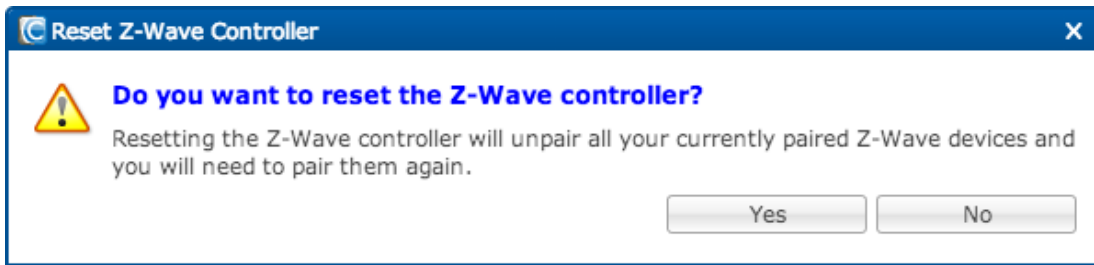 Reset Z-Wave Controller X
Do you want to reset the Z-Wave controller?
Resetting the Z-Wave controller will unpair all your currently paired Z-Wave devices and
you will need to pair them again.
Yes No